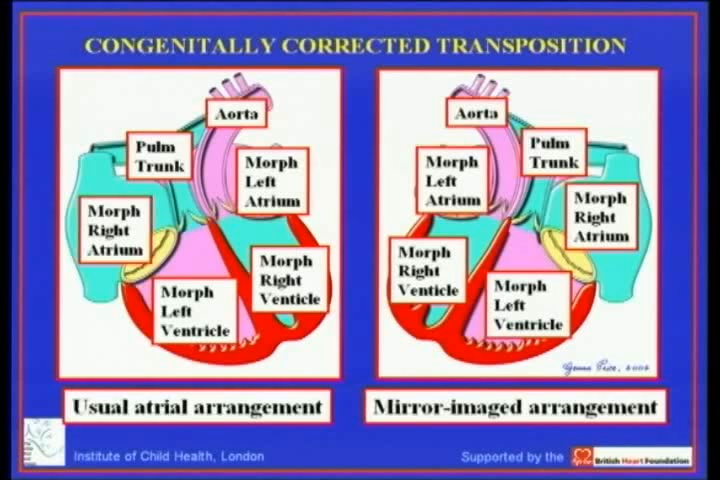 CONGENITALLY CORRECTED TRANSPOSITION
Aorta
Pulm
Trunk
Morph
Left
Atrium
Morph
Right
Atrium
Morph
Right
Venticle
Morph
Left
Ventricle
Aorta
Pulm
Trunk
Morph
Left
Atrium
Morph
Right
Atrium
Morph
Right
Venticle
Morph
Left
Ventricle
2002
Usual atrial arrangement
Mirror-imaged arrangement
Institute of Child Health, London
Supported by the
British Heart Foundation